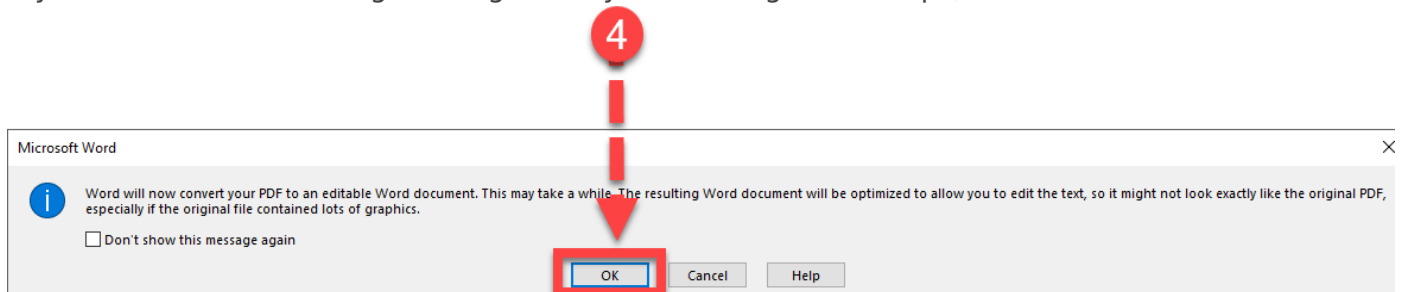 4
Microsoft Word
Word will now convert your PDF to an editable Word document. This may take a while. The resulting Word document will be optimized to allow you to edit the text, so it might not look exactly like the original PDF,
especially if the original file contained lots of graphics.
Don't show this message again
OK Cancel Help